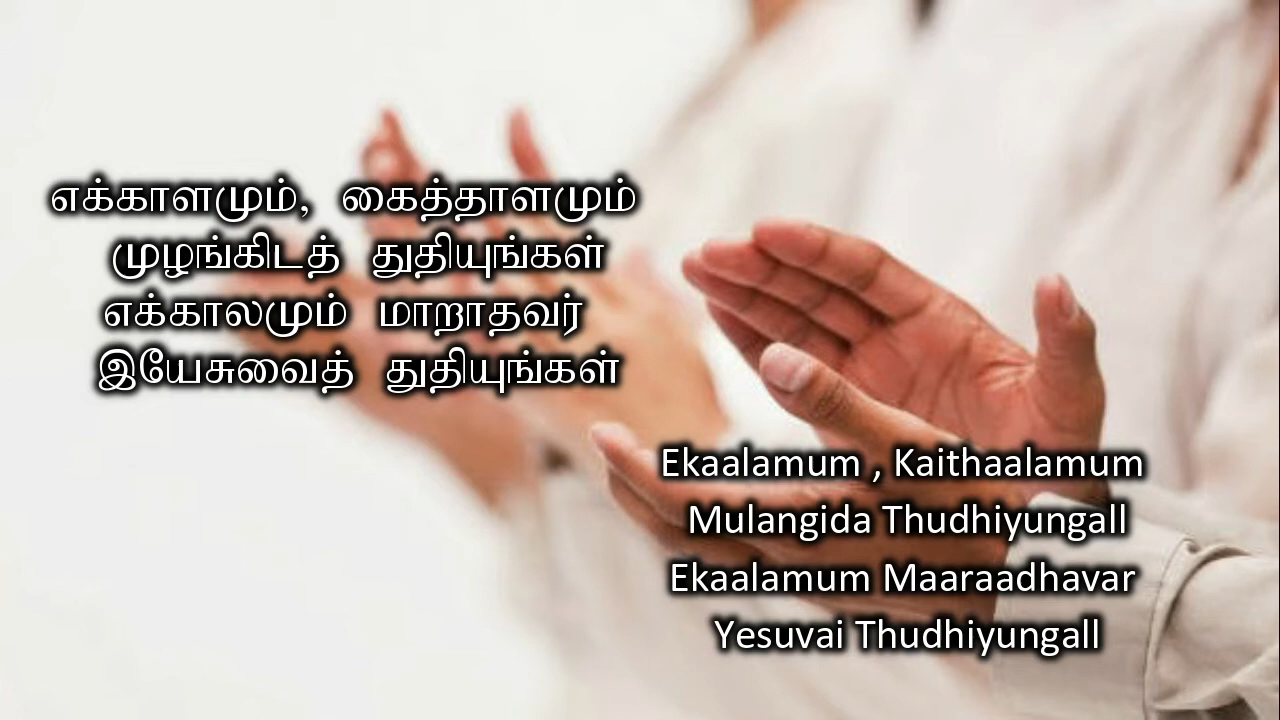 எக்காளமும், கைத்தாளமும்
முழங்கிடத் துதியுங்கள்
எக்காலமும் மாறாதவர்
இயேசுவைத் துதியுங்கள்
Ekaalamum , Kaithaalamum
Mulangida Thudhiyungall
Ekaalamum Maaraadhavar
Yesuvai Thudhiyungall